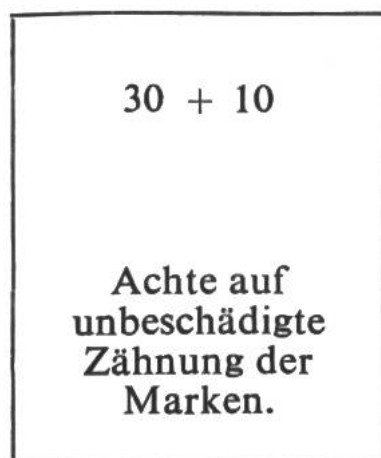 30 + 10
Achte auf
unbeschädigte
Zähnung der
Marken.